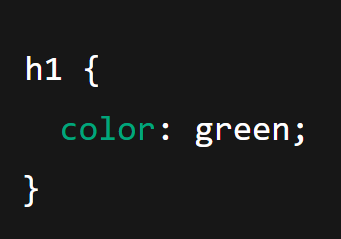 h1 {
  color: green;
}